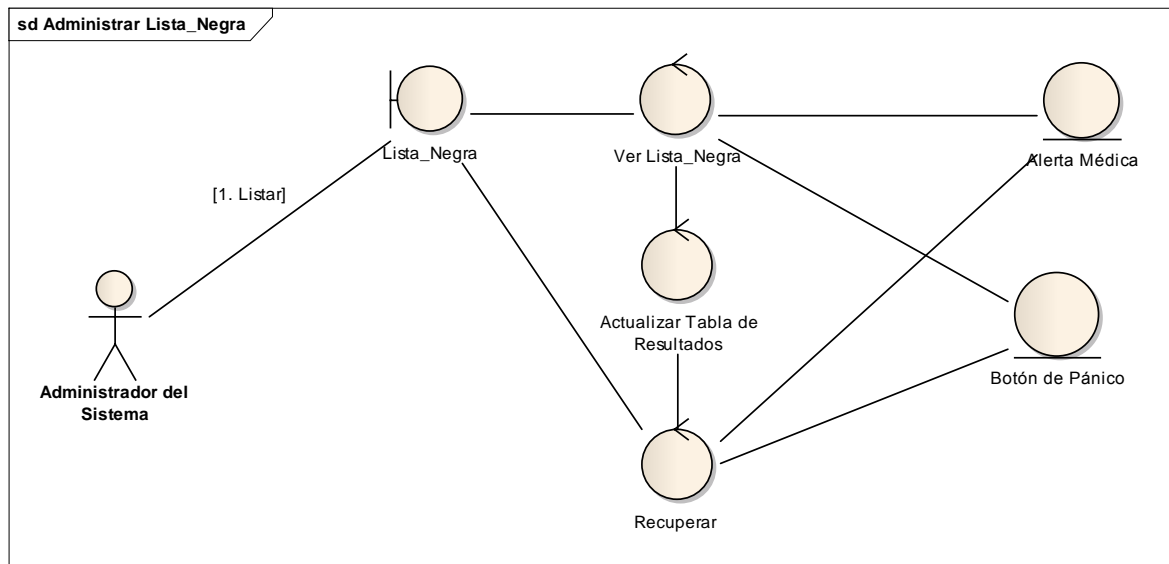 sd Administrar Lista_Negra
Lista_Negra
Ver Lista_Negra
Alerta Médica
[1. Listar]
Actualizar Tabla de
Resultados
Botón de Pánico
Administrador del
Sistema
Recuperar